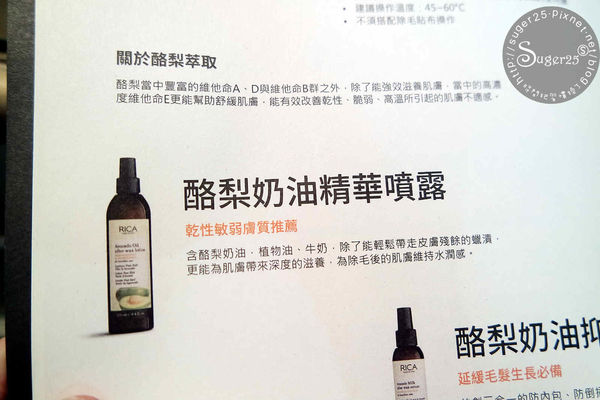 • 建議操作溫度：45~60°C
• 不須搭配除毛貼布操作
http://suger25.pixnet.net/blog
Suger25
關於酪梨萃取
酪梨當中豐富的維他命A、D與維他命B群之外，除了能強效滋養肌膚，當中的高濃
度維他命E更能幫助舒緩肌膚，能有效改善乾性、脆弱、高溫所引起的肌膚不適感。
酪梨奶油精華噴露
乾性敏弱膚質推薦
含酪梨奶油，植物油、牛奶，除了能輕鬆帶走皮膚殘餘的蠟漬，
更能為肌膚帶來深度的滋養，為除毛後的肌膚維持水潤感。
RICA
Avocado Oil
after wax lotion
酪梨奶油抑
延緩毛髮生長必備
RICA